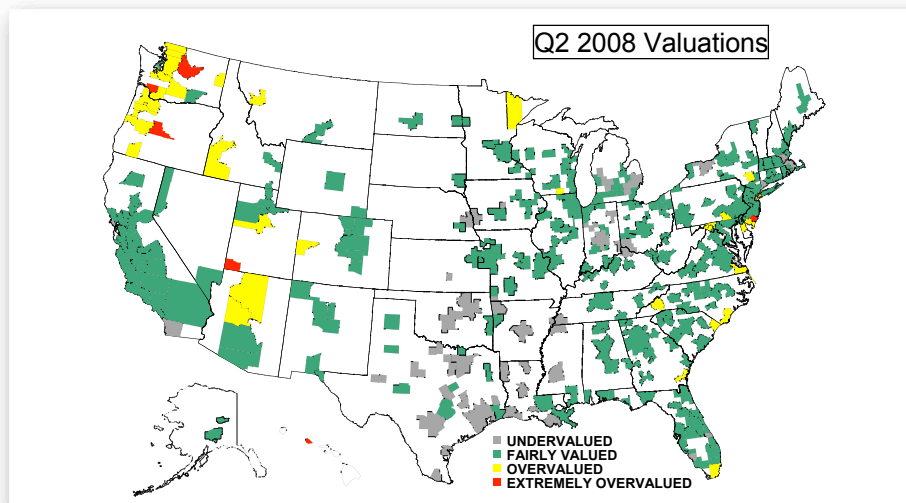 Q2 2008 Valuations
UNDERVALUED
FAIRLY VALUED
OVERVALUED
EXTREMELY OVERVALUED